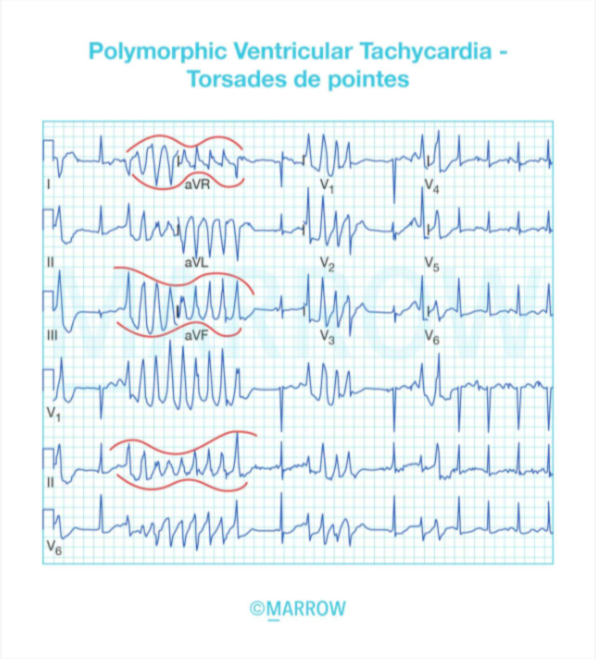 Polymorphic Ventricular Tachycardia -
Torsades de pointes
I aVR V1 V4
II aVL V2 V5
III aVF V3 V6
V1
II
V6
©MARROW